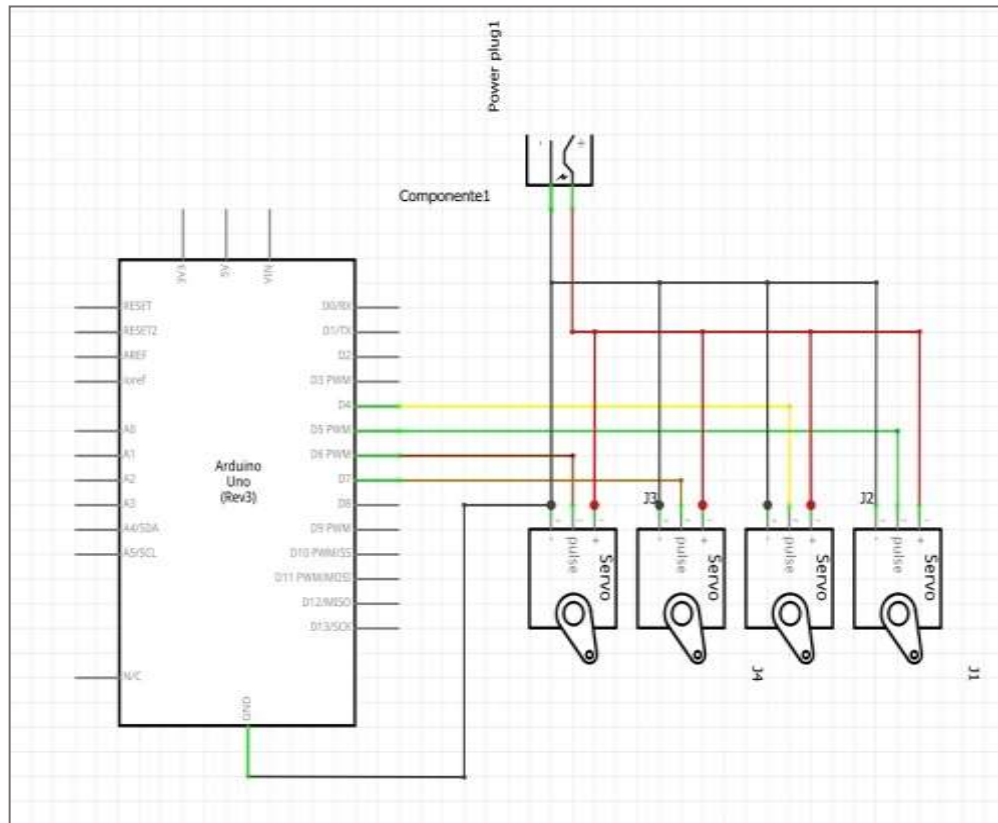 Power plug1
-
+
Componente1
3V3
5V
VIN
RESET
RESET2
AREF
ioref
A0
A1
A2
A3
A4/SDA
A5/SCL
N/C
Arduino
Uno
(Rev3)
D0/RX
D1/TX
D2
D3 PWM
D4
D5 PWM
D6 PWM
D7
D8
D9 PWM
D10 PWM/SS
D11 PWM/MOSI
D12/MISO
D13/SCK
GND
J3
J2
- pulse + Servo
- pulse + Servo
- pulse + Servo
- pulse + Servo
J4
J1